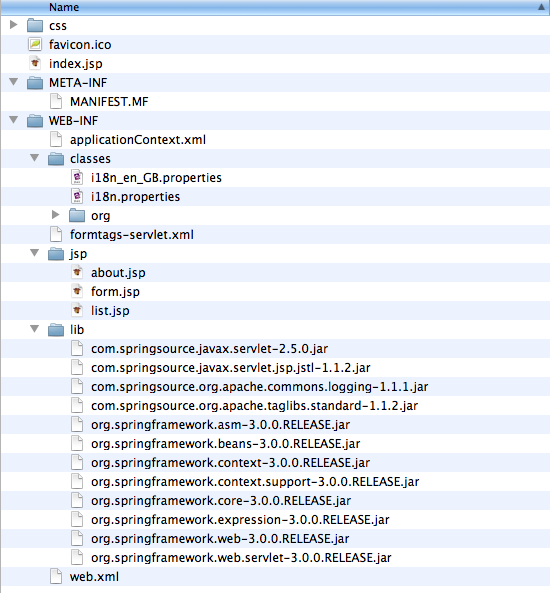 Name
css
favicon.ico
index.jsp
META-INF
MANIFEST.MF
WEB-INF
applicationContext.xml
classes
i18n_en_GB.properties
i18n.properties
org
formtags-servlet.xml
jsp
about.jsp
form.jsp
list.jsp
lib
com.springsource.javax.servlet-2.5.0.jar
com.springsource.javax.servlet.jsp.jstl-1.1.2.jar
com.springsource.org.apache.commons.logging-1.1.1.jar
com.springsource.org.apache.taglibs.standard-1.1.2.jar
org.springframework.asm-3.0.0.RELEASE.jar
org.springframework.beans-3.0.0.RELEASE.jar
org.springframework.context-3.0.0.RELEASE.jar
org.springframework.context.support-3.0.0.RELEASE.jar
org.springframework.core-3.0.0.RELEASE.jar
org.springframework.expression-3.0.0.RELEASE.jar
org.springframework.web-3.0.0.RELEASE.jar
org.springframework.web.servlet-3.0.0.RELEASE.jar
web.xml